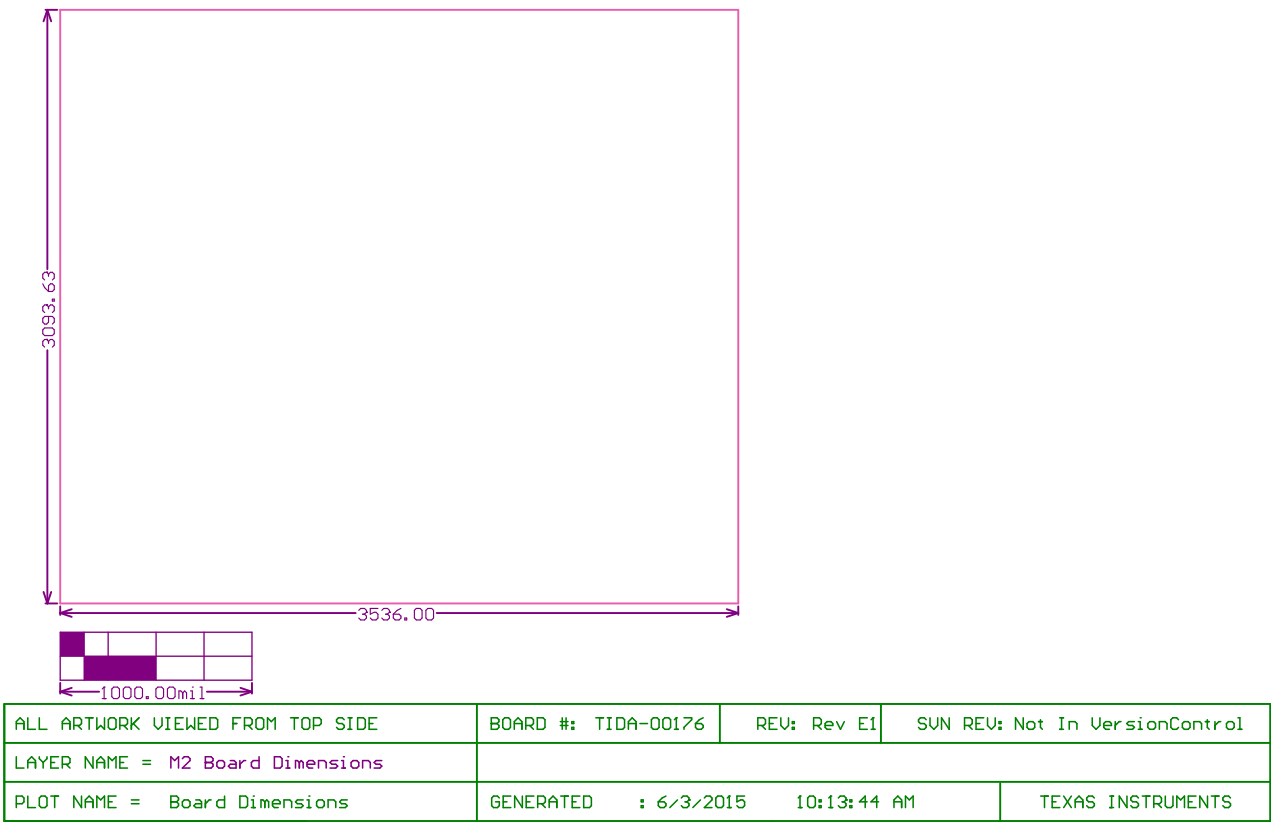 3093.63
3536.00
1000.00mil
ALL ARTWORK VIEWED FROM TOP SIDE
BOARD #: TIDA-00176
REV: Rev E1
SVN REV: Not In VersionControl
LAYER NAME = M2 Board Dimensions
PLOT NAME = Board Dimensions
GENERATED : 6/3/2015 10:13:44 AM
TEXAS INSTRUMENTS